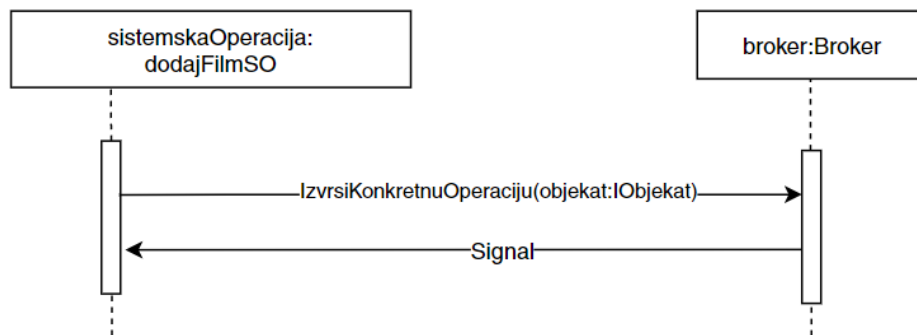 sistemskaOperacija:
dodajFilmSO
broker:Broker
IzvrsiKonkretnuOperaciju(objekat:IObjekat)
Signal